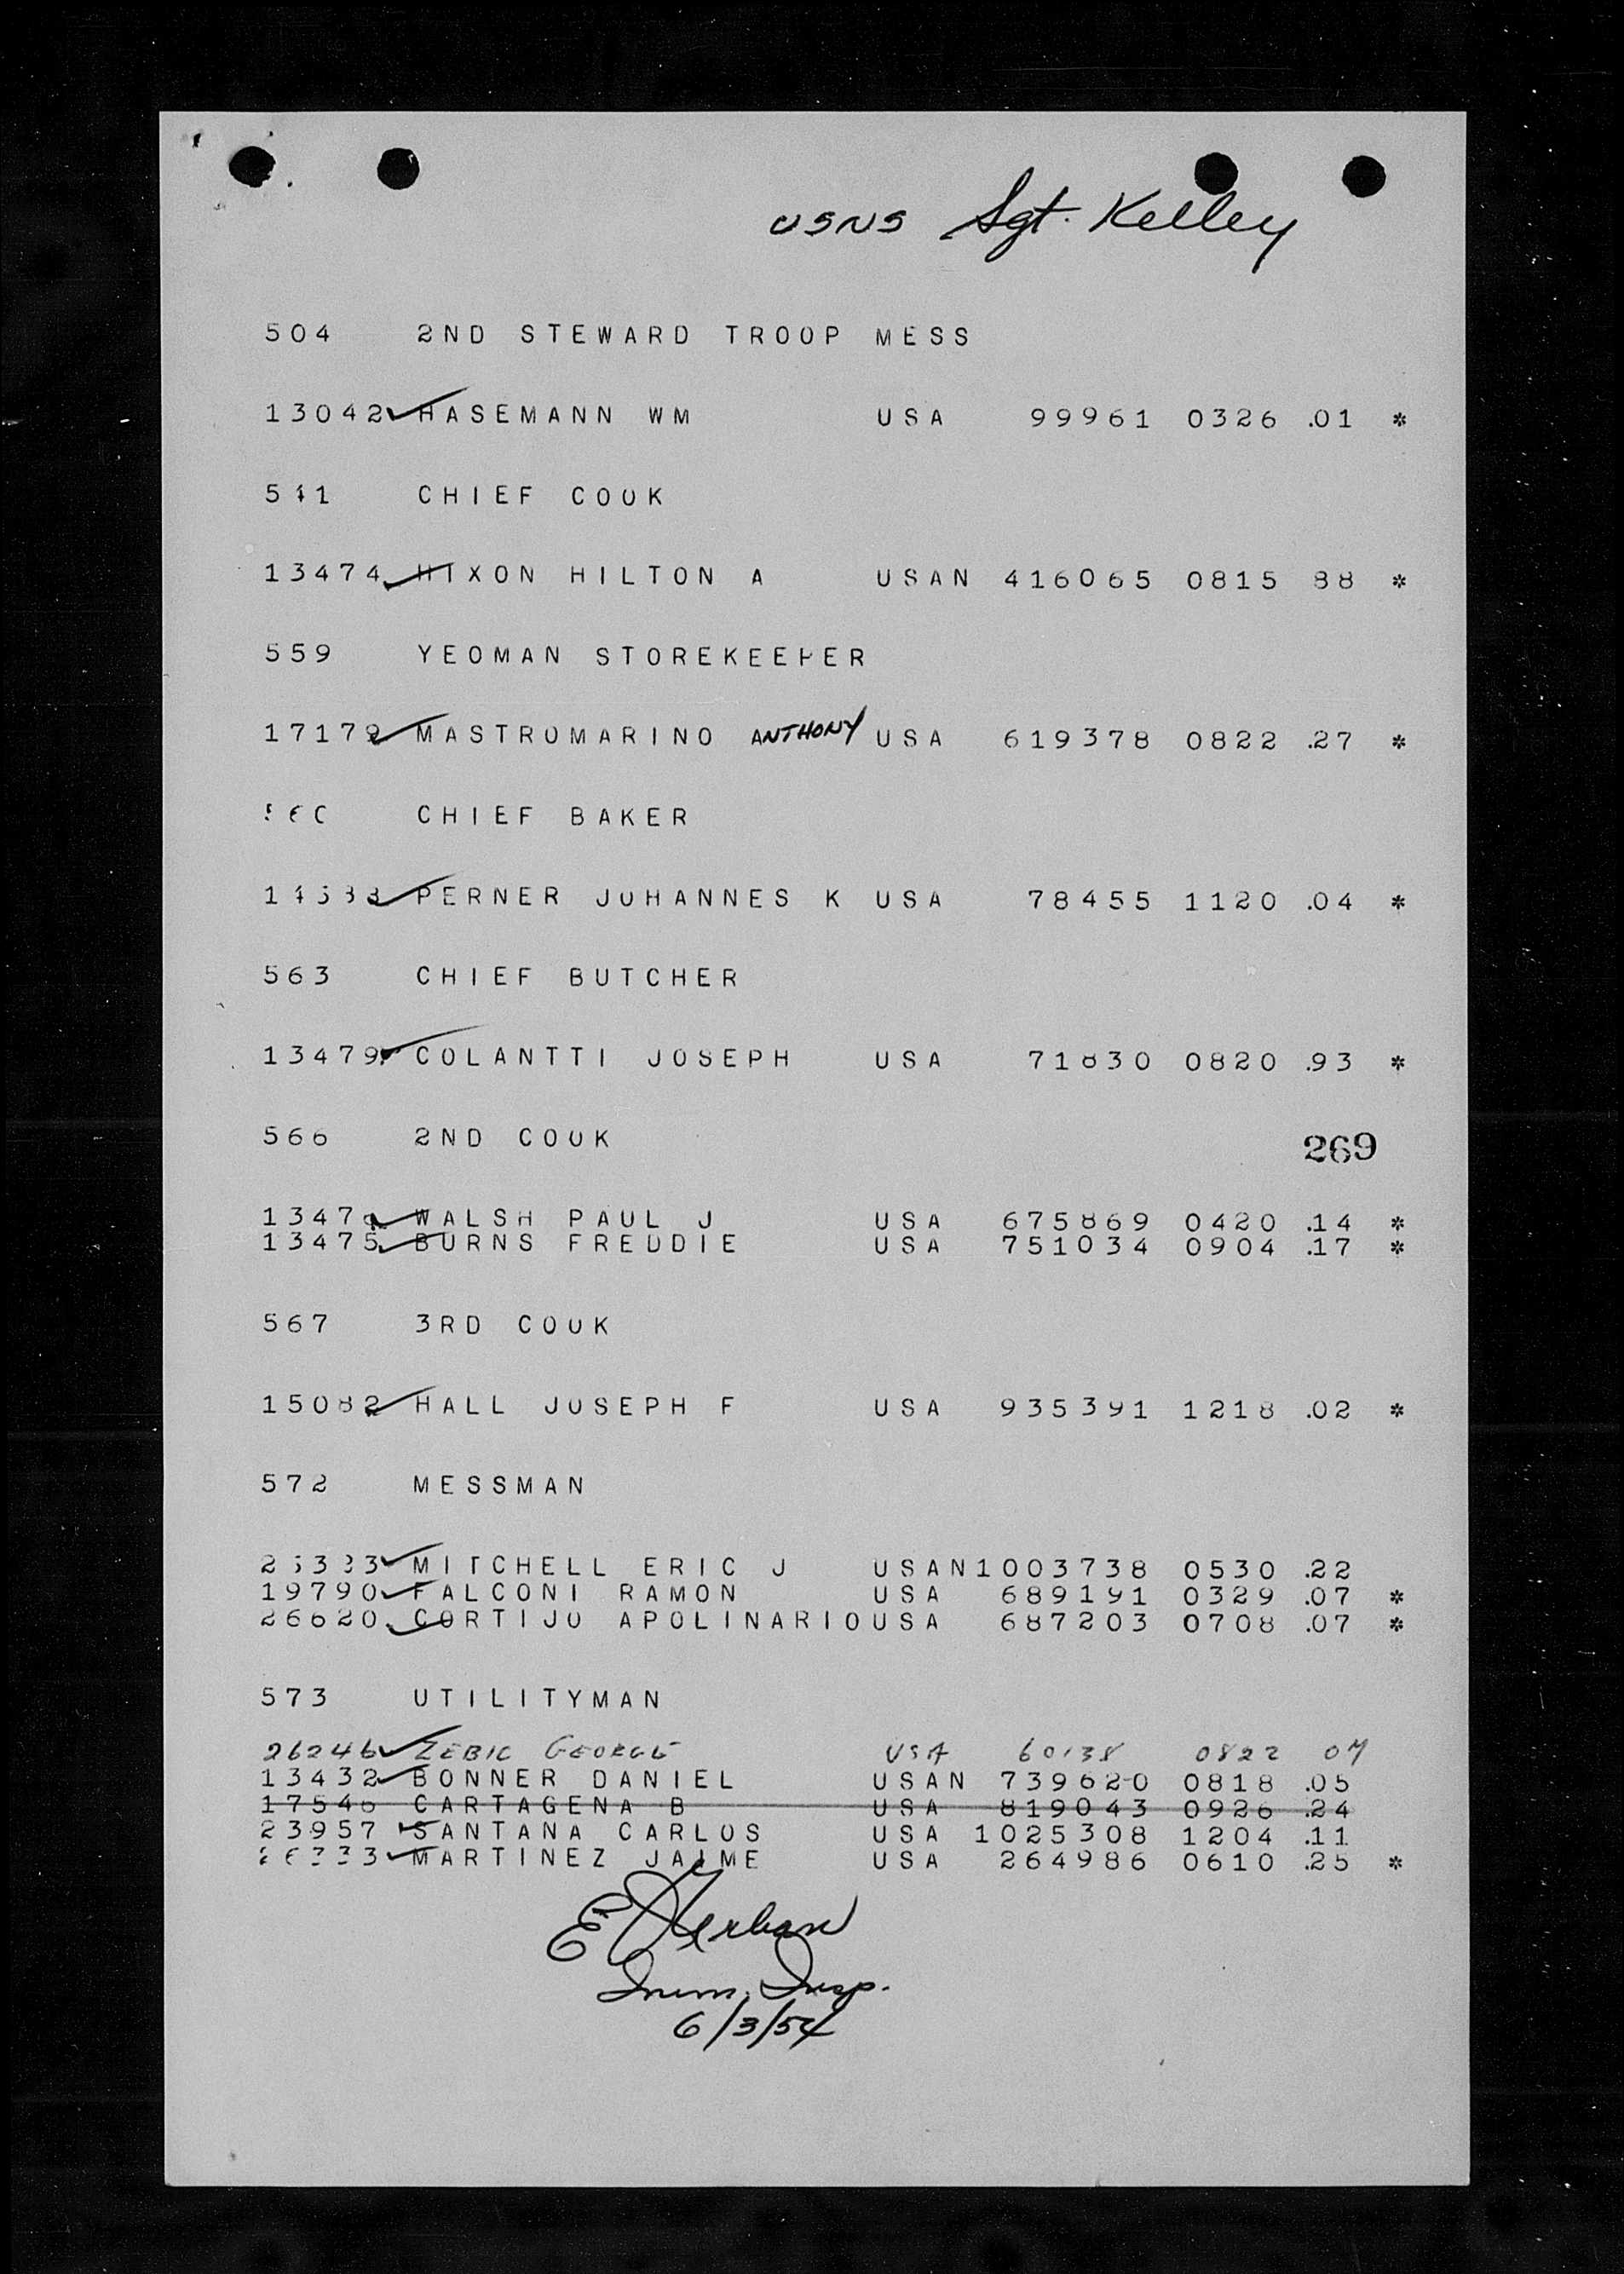 USNS Sgt. Kelley
504 2ND STEWARD TROOP MESS
13042 HASEMANN WM USA 99961 0326 .01 *
541 CHIEF COOK
13474 HIXON HILTON A USAN 416065 0815 88 *
559 YEOMAN STOREKEEPER
17179 MASTROMARINO ANTHONY USA 619378 0822 .27 *
560 CHIEF BAKER
PERNER JOHANNES K USA 78455 1120 .04 *
563 CHIEF BUTCHER
13479 COLANTTI JOSEPH USA 71830 0820 .93 *
566 2ND COOK
269
WALSH PAUL J USA 675869 0420 .14 *
13475 BURNS FREDDIE USA 751034 0904 .17 *
567 3RD COOK
15082 HALL JOSEPH F USA 935391 1218 .02 *
572 MESSMAN
MITCHELL ERIC J USAN 1003738 0530 .22
19790 FALCONI RAMON USA 689191 0329 .07 *
26620 CORTIJO APOLINARIO USA 687203 0708 .07 *
573 UTILITYMAN
26246 ZEBIC GEORGE USA 60138 0822 04
13432 BONNER DANIEL USAN 739620 0818 .05
17546 CARTAGENA B USA 819043 0926 .24
23957 SANTANA CARLOS USA 1025308 1204 .11
MARTINEZ JAIME USA 264986 0610 .25 *
Imm. Insp.
6/3/54